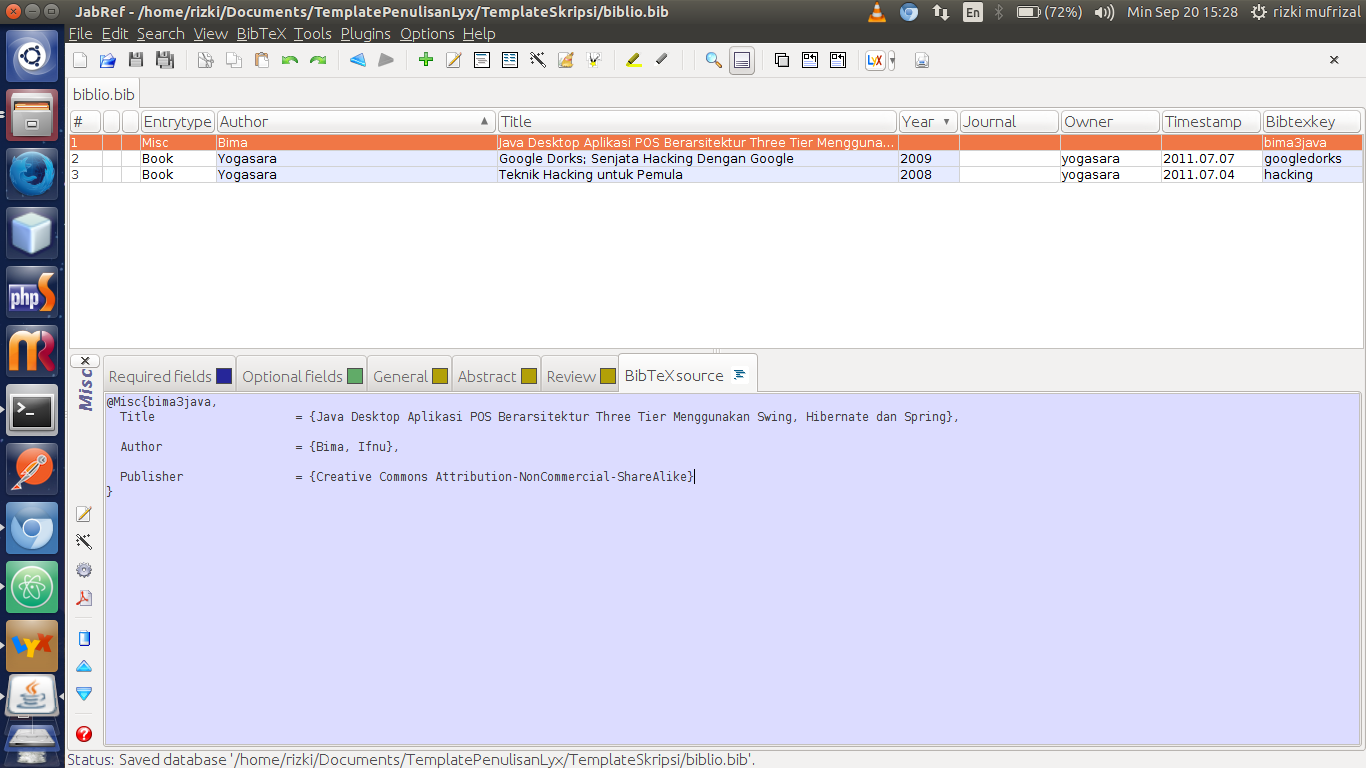 JabRef - /home/rizki/Documents/TemplatePenulisanLyx/TemplateSkripsi/biblio.bib En (72%) Min Sep 20 15:28 rizki mufrizal
File Edit Search View BibTeX Tools Plugins Options Help
biblio.bib
# Entrytype Author Title Year Journal Owner Timestamp Bibtexkey
1 Misc Bima Java Desktop Aplikasi POS Berarsitektur Three Tier Mengguna... bima3java
2 Book Yogasara Google Dorks; Senjata Hacking Dengan Google 2009 yogasara 2011.07.07 googledorks
3 Book Yogasara Teknik Hacking untuk Pemula 2008 yogasara 2011.07.04 hacking
Misc
Required fields Optional fields General Abstract Review BibTeX source
@Misc{bima3java,
Title = {Java Desktop Aplikasi POS Berarsitektur Three Tier Menggunakan Swing, Hibernate dan Spring},
Author = {Bima, Ifnu},
Publisher = {Creative Commons Attribution-NonCommercial-ShareAlike}
}
Status: Saved database '/home/rizki/Documents/TemplatePenulisanLyx/TemplateSkripsi/biblio.bib'.
php
LyX